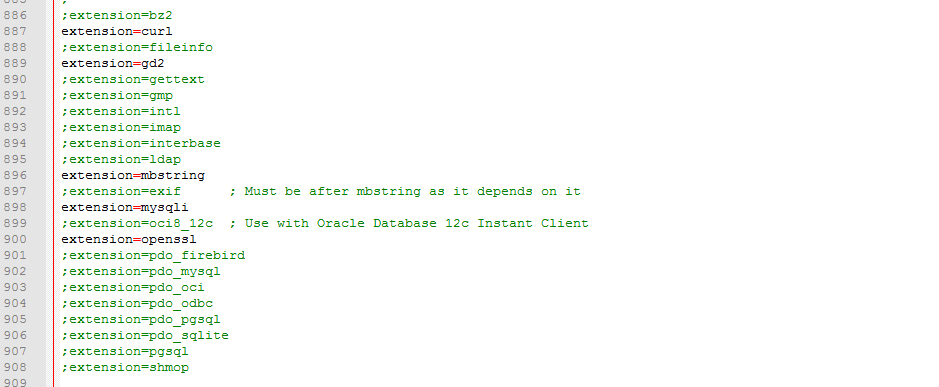 886 ;extension=bz2
887 extension=curl
888 ;extension=fileinfo
889 extension=gd2
890 ;extension=gettext
891 ;extension=gmp
892 ;extension=intl
893 ;extension=imap
894 ;extension=interbase
895 ;extension=ldap
896 extension=mbstring
897 ;extension=exif      ; Must be after mbstring as it depends on it
898 extension=mysqli
899 ;extension=oci8_12c  ; Use with Oracle Database 12c Instant Client
900 extension=openssl
901 ;extension=pdo_firebird
902 ;extension=pdo_mysql
903 ;extension=pdo_oci
904 ;extension=pdo_odbc
905 ;extension=pdo_pgsql
906 ;extension=pdo_sqlite
907 ;extension=pgsql
908 ;extension=shmop
909